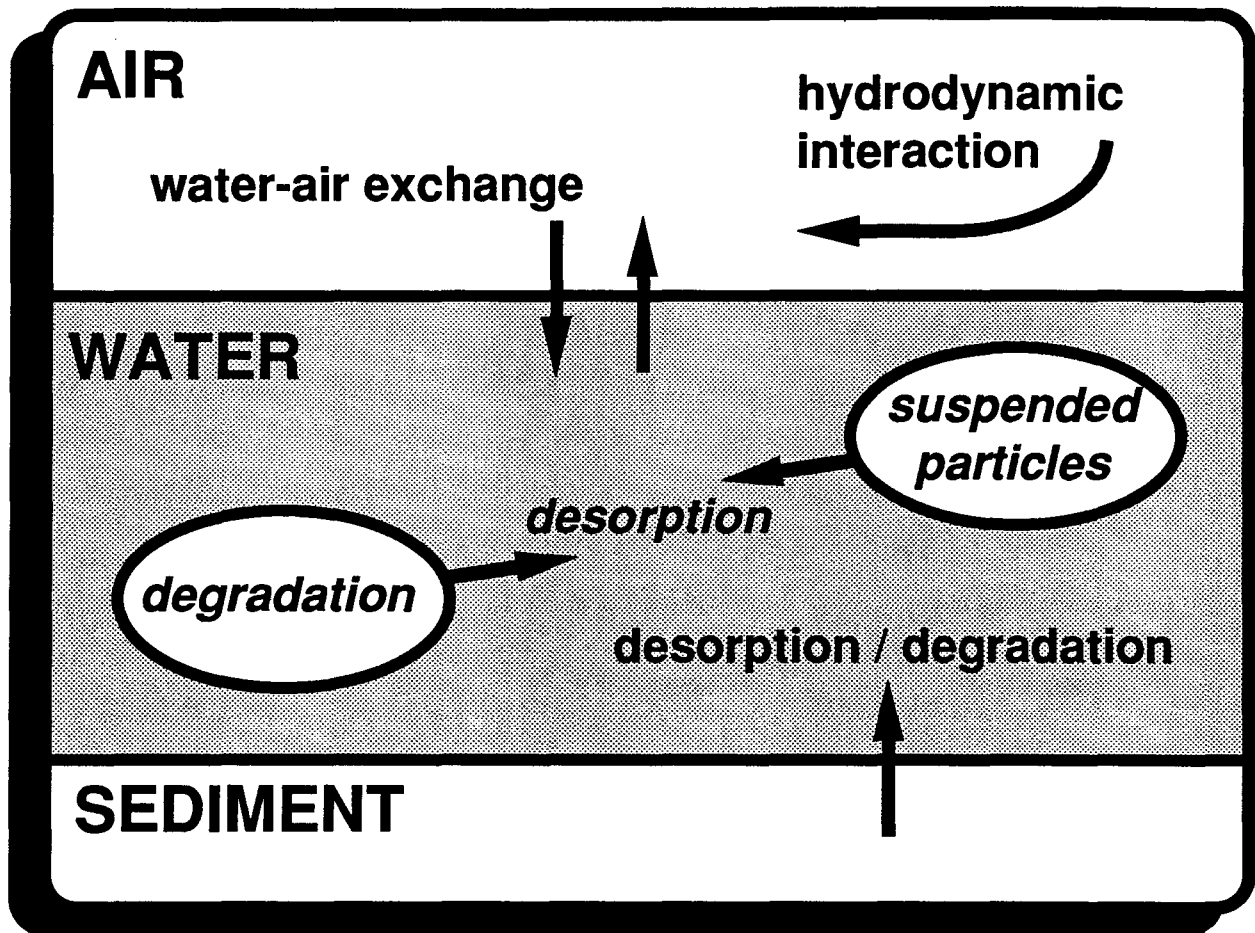 AIR
hydrodynamic
interaction
water-air exchange
WATER
suspended
particles
desorption
degradation
desorption / degradation
SEDIMENT